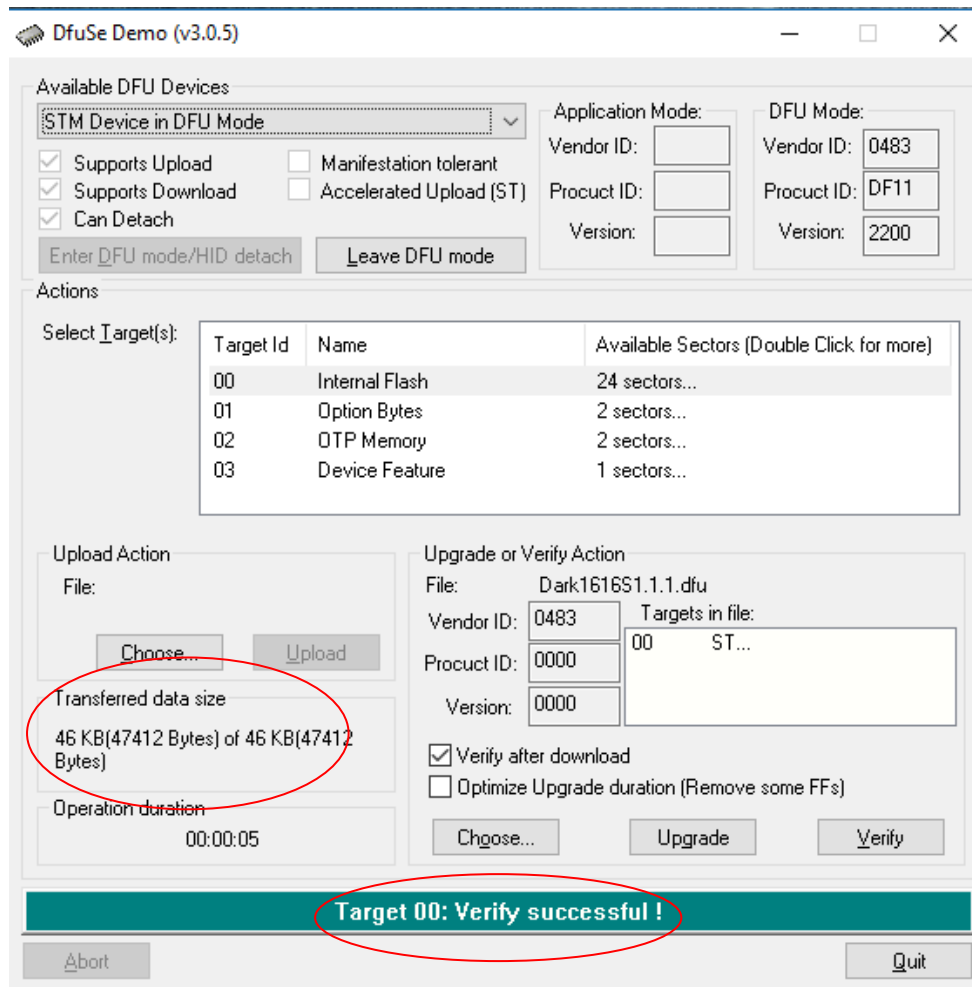 DfuSe Demo (v3.0.5)
Available DFU Devices
STM Device in DFU Mode
Supports Upload
Manifestation tolerant
Supports Download
Accelerated Upload (ST)
Can Detach
Enter DFU mode/HID detach
Leave DFU mode
Application Mode:
Vendor ID:
Procuct ID:
Version:
DFU Mode:
Vendor ID: 0483
Procuct ID: DF11
Version: 2200
Actions
Select Target(s):
Target Id Name Available Sectors (Double Click for more)
00 Internal Flash 24 sectors...
01 Option Bytes 2 sectors...
02 OTP Memory 2 sectors...
03 Device Feature 1 sectors...
Upload Action
File:
Choose... Upload
Transferred data size
46 KB(47412 Bytes) of 46 KB(47412
Bytes)
Operation duration
00:00:05
Upgrade or Verify Action
File: Dark1616S1.1.1.dfu
Vendor ID: 0483
Procuct ID: 0000
Version: 0000
Targets in file:
00 ST...
Verify after download
Optimize Upgrade duration (Remove some FFs)
Choose... Upgrade Verify
Target 00: Verify successful !
Abort Quit